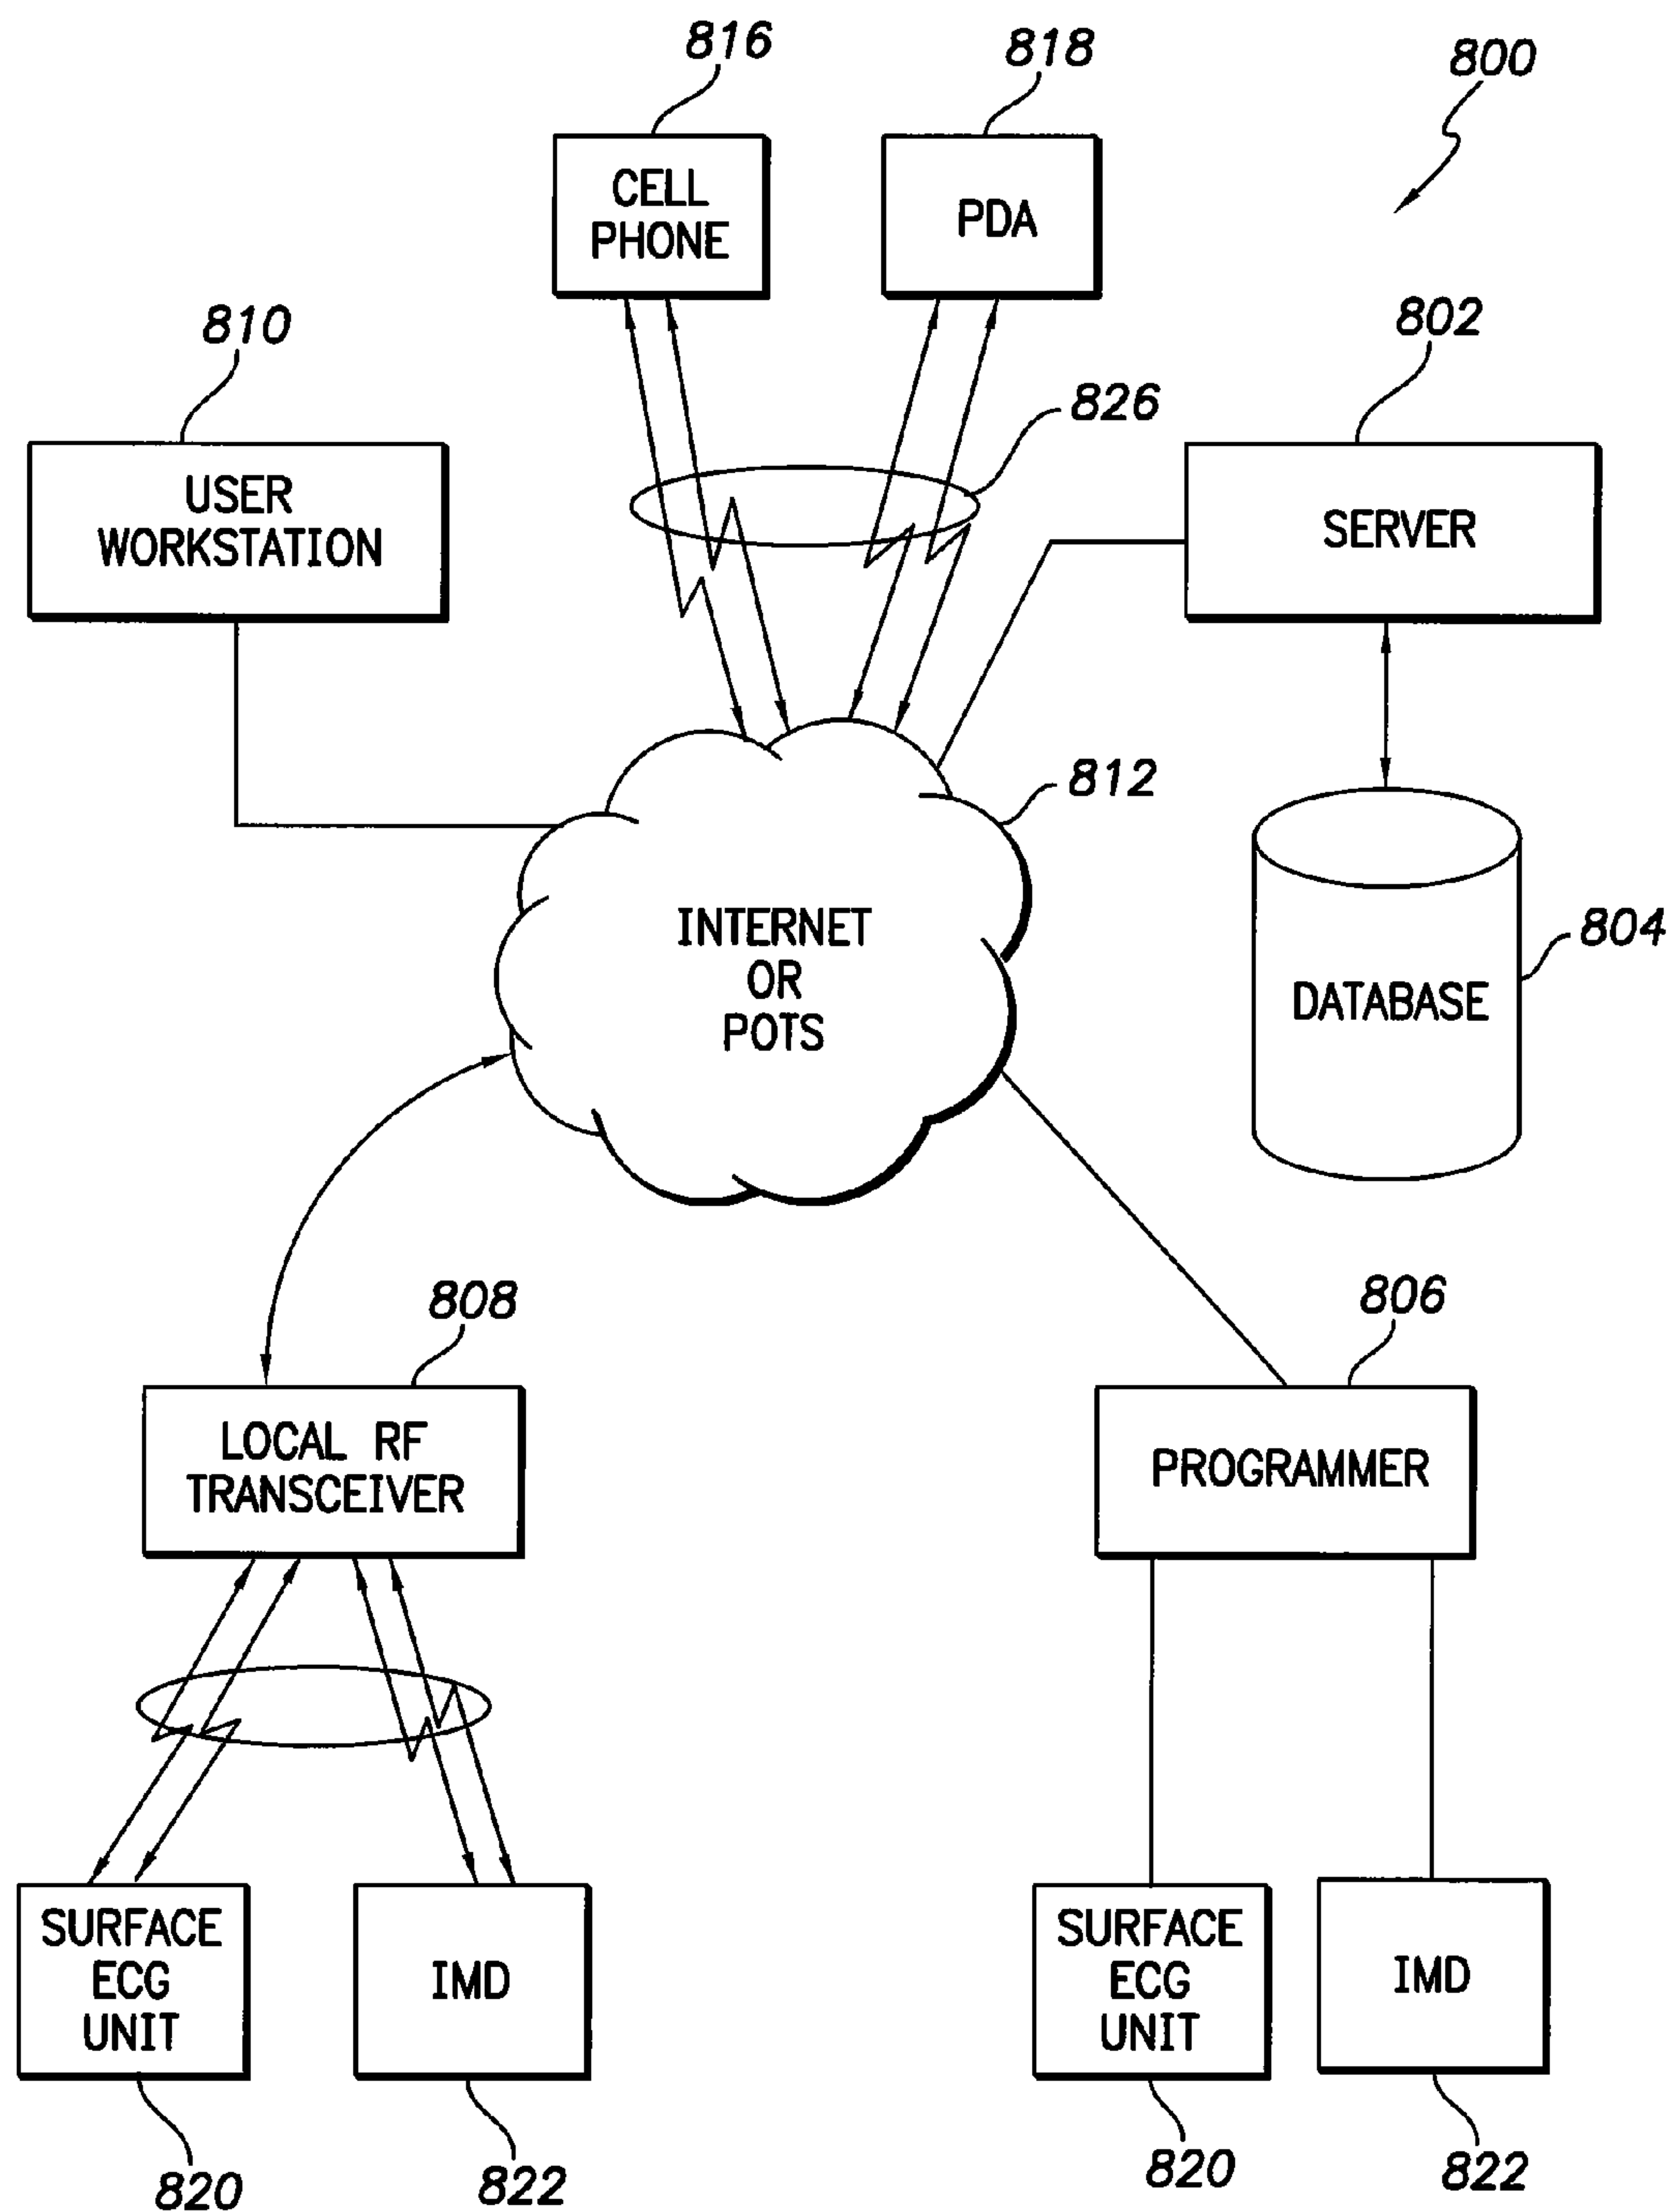 816
818
800
CELL
PHONE
PDA
810
802
826
USER
WORKSTATION
SERVER
812
INTERNET
OR
POTS
804
DATABASE
808
806
LOCAL RF
TRANSCEIVER
PROGRAMMER
SURFACE
ECG
UNIT
IMD
SURFACE
ECG
UNIT
IMD
820
822
820
822